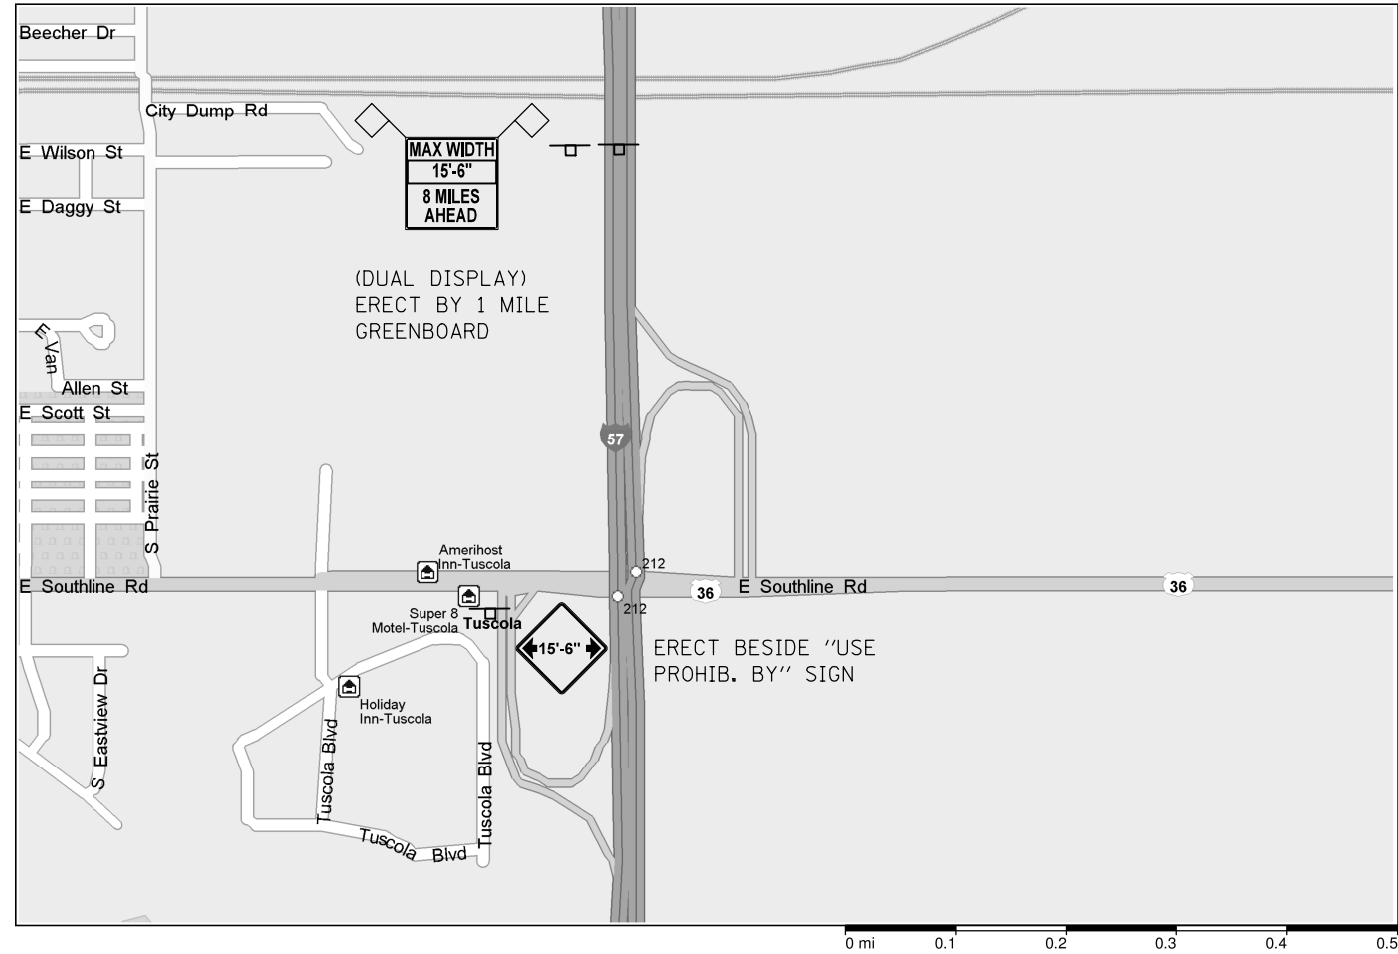 Beecher Dr
City Dump Rd
E Wilson St
E Daggy St
MAX WIDTH
15'-6"
8 MILES
AHEAD
(DUAL DISPLAY)
ERECT BY 1 MILE
GREENBOARD
E Van
Allen St
E Scott St
S Prairie St
57
Amerihost
Inn-Tuscola
212
E Southline Rd
36
E Southline Rd
36
Super 8
Motel-Tuscola
Tuscola
212
15'-6"
ERECT BESIDE "USE
PROHIB. BY" SIGN
Holiday
Inn-Tuscola
S Eastview Dr
Tuscola Blvd
Tuscola Blvd
Tuscola Blvd
0 mi
0.1
0.2
0.3
0.4
0.5